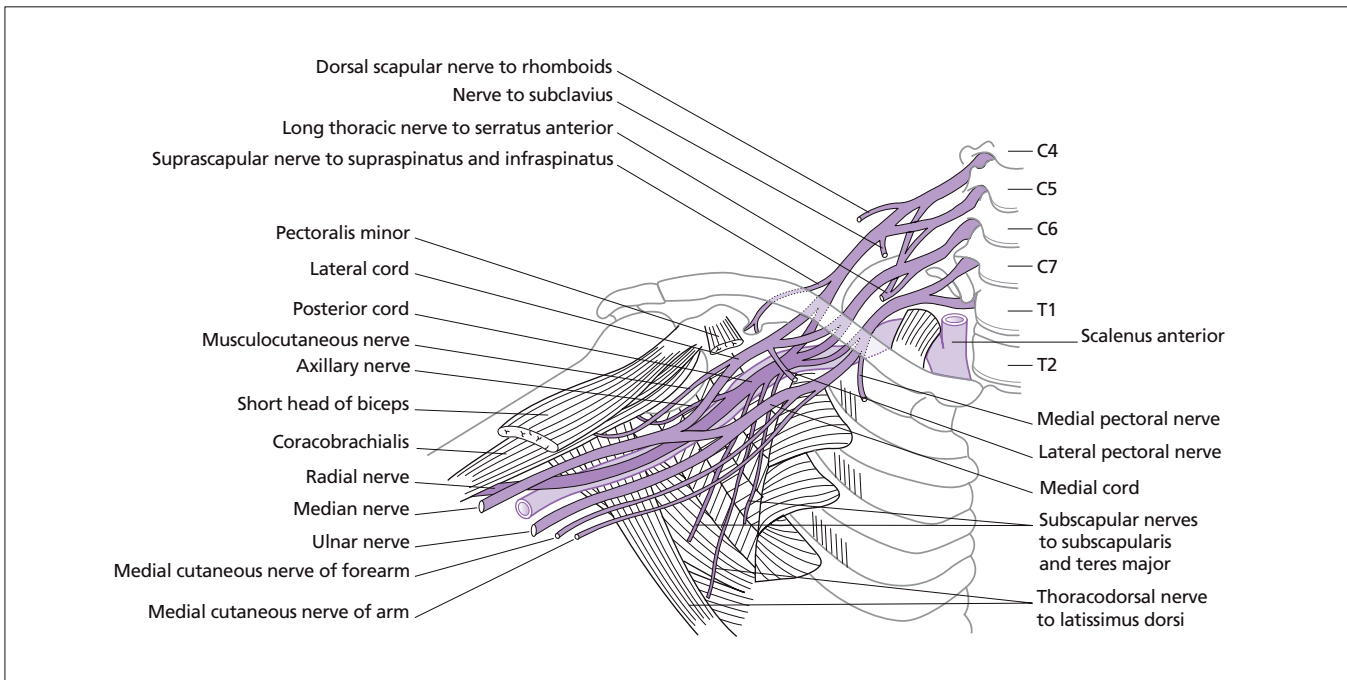 Dorsal scapular nerve to rhomboids
Nerve to subclavius
Long thoracic nerve to serratus anterior
Suprascapular nerve to supraspinatus and infraspinatus
Pectoralis minor
Lateral cord
Posterior cord
Musculocutaneous nerve
Axillary nerve
Short head of biceps
Coracobrachialis
Radial nerve
Median nerve
Ulnar nerve
Medial cutaneous nerve of forearm
Medial cutaneous nerve of arm
C4
C5
C6
C7
T1
Scalenus anterior
T2
Medial pectoral nerve
Lateral pectoral nerve
Medial cord
Subscapular nerves
to subscapularis
and teres major
Thoracodorsal nerve
to latissimus dorsi